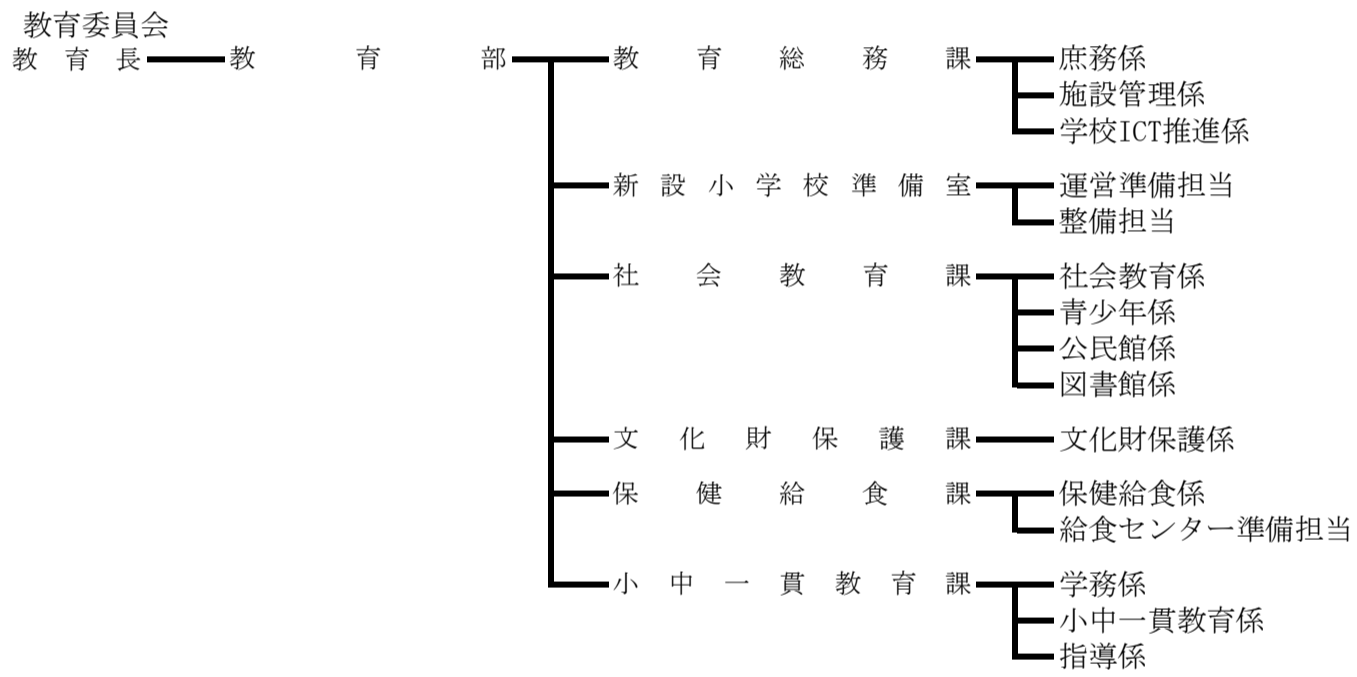 教育委員会
教育長 教育部 教育総務課 庶務係
施設管理係
学校ICT推進係
新設小学校準備室 運営準備担当
整備担当
社会教育課 社会教育係
青少年係
公民館係
図書館係
文化財保護課 文化財保護係
保健給食課 保健給食係
給食センター準備担当
小中一貫教育課 学務係
小中一貫教育係
指導係